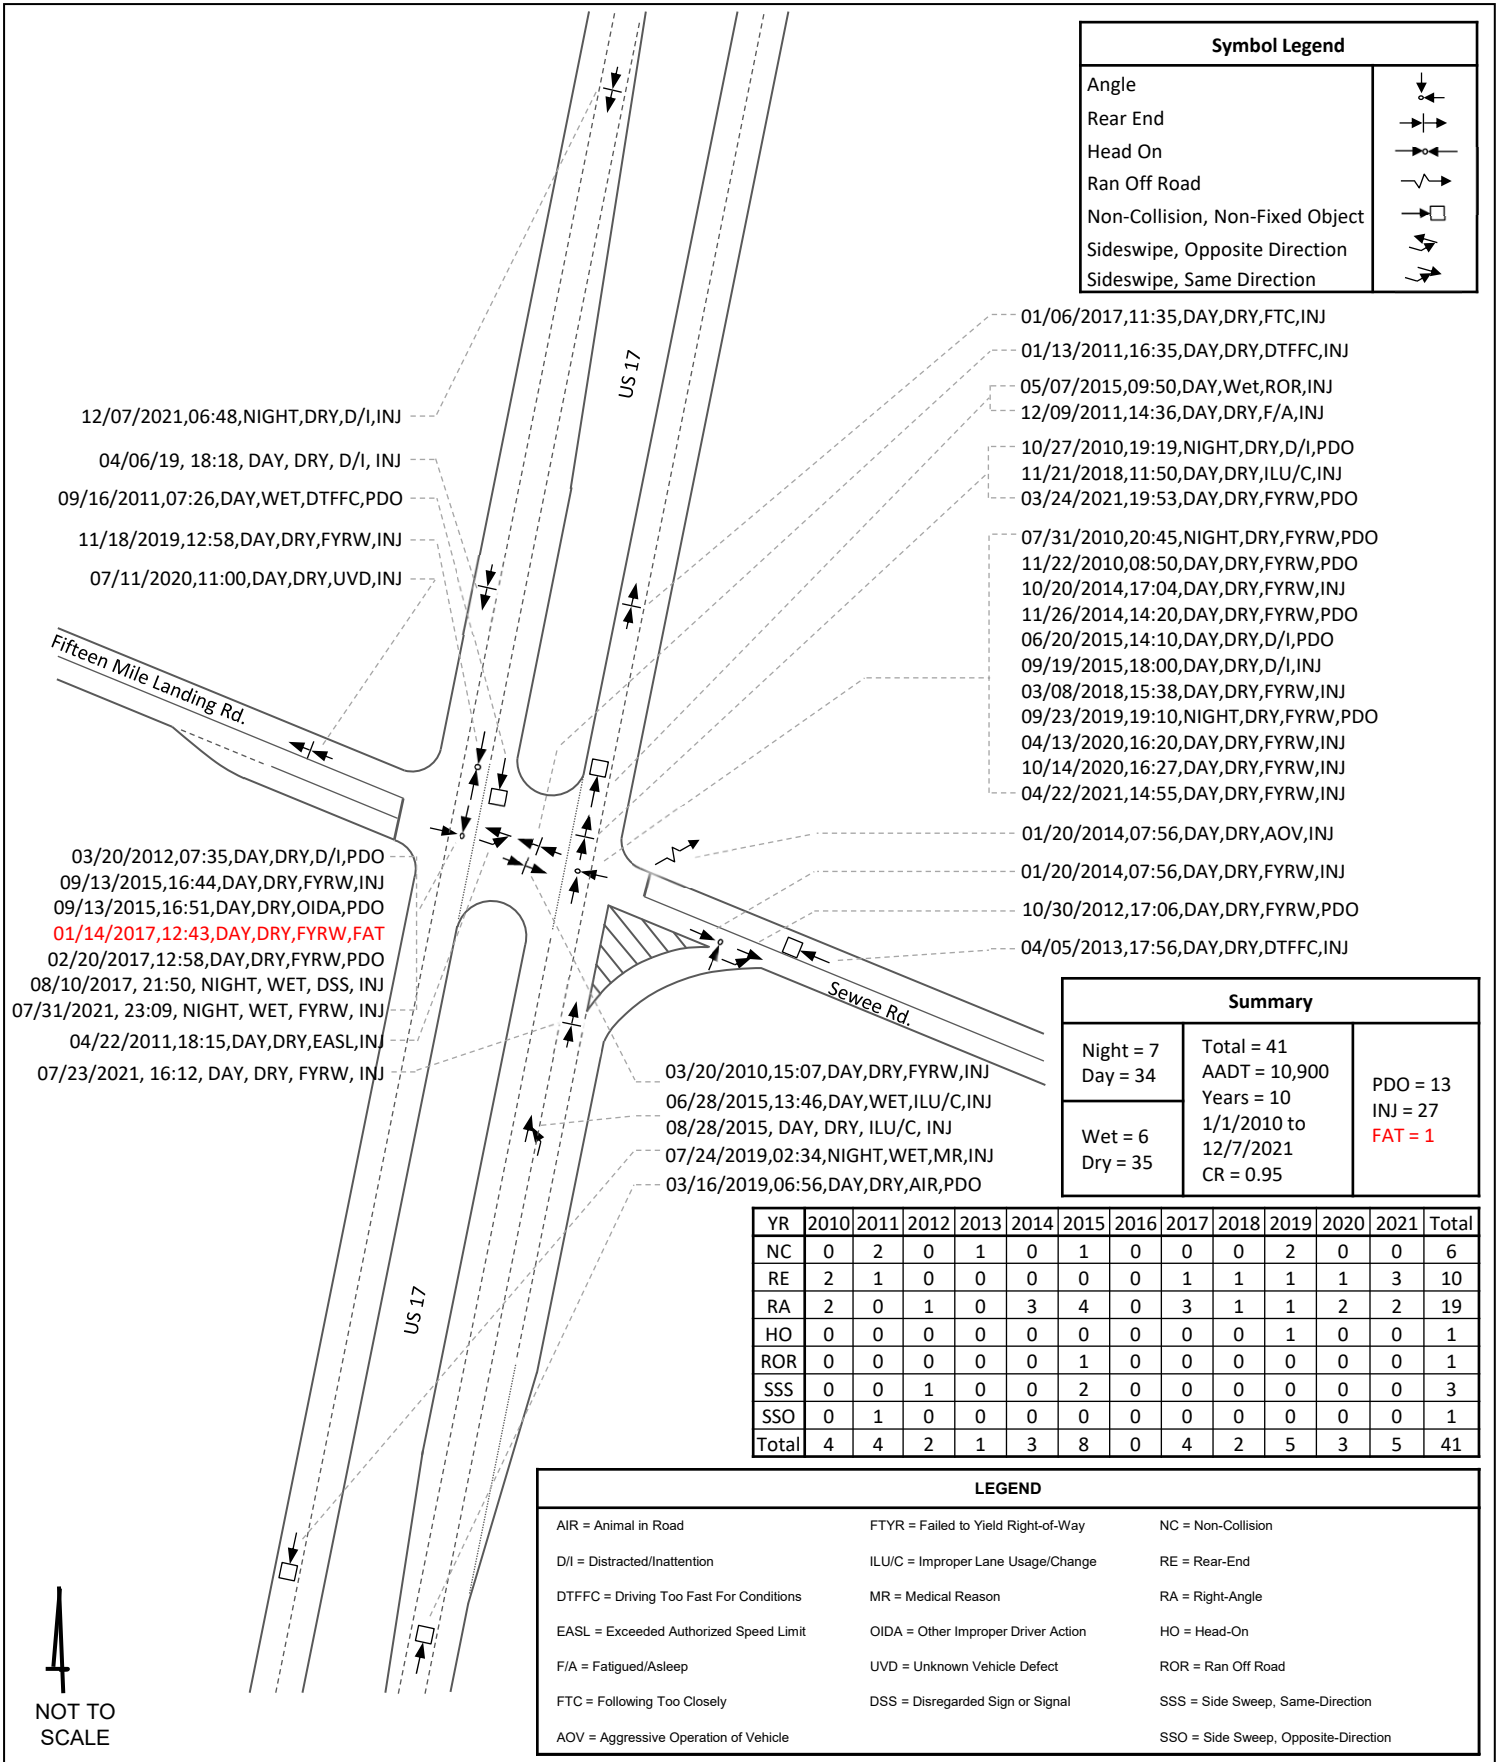 Symbol Legend
Angle
Rear End
Head On
Ran Off Road
Non-Collision, Non-Fixed Object
Sideswipe, Opposite Direction
Sideswipe, Same Direction
US 17
12/07/2021,06:48,NIGHT,DRY,D/I,INJ
04/06/19, 18:18, DAY, DRY, D/I, INJ
09/16/2011,07:26,DAY,WET,DTFFC,PDO
11/18/2019,12:58,DAY,DRY,FYRW,INJ
07/11/2020,11:00,DAY,DRY,UVD,INJ
Fifteen Mile Landing Rd.
01/06/2017,11:35,DAY,DRY,FTC,INJ
01/13/2011,16:35,DAY,DRY,DTFFC,INJ
05/07/2015,09:50,DAY,Wet,ROR,INJ
12/09/2011,14:36,DAY,DRY,F/A,INJ
10/27/2010,19:19,NIGHT,DRY,D/I,PDO
11/21/2018,11:50,DAY,DRY,ILU/C,INJ
03/24/2021,19:53,DAY,DRY,FYRW,PDO
07/31/2010,20:45,NIGHT,DRY,FYRW,PDO
11/22/2010,08:50,DAY,DRY,FYRW,PDO
10/20/2014,17:04,DAY,DRY,FYRW,INJ
11/26/2014,14:20,DAY,DRY,FYRW,PDO
06/20/2015,14:10,DAY,DRY,D/I,PDO
09/19/2015,18:00,DAY,DRY,D/I,INJ
03/08/2018,15:38,DAY,DRY,FYRW,INJ
09/23/2019,19:10,NIGHT,DRY,FYRW,PDO
04/13/2020,16:20,DAY,DRY,FYRW,INJ
10/14/2020,16:27,DAY,DRY,FYRW,INJ
04/22/2021,14:55,DAY,DRY,FYRW,INJ
01/20/2014,07:56,DAY,DRY,AOV,INJ
01/20/2014,07:56,DAY,DRY,FYRW,INJ
10/30/2012,17:06,DAY,DRY,FYRW,PDO
04/05/2013,17:56,DAY,DRY,DTFFC,INJ
Sewee Rd.
03/20/2012,07:35,DAY,DRY,D/I,PDO
09/13/2015,16:44,DAY,DRY,FYRW,INJ
09/13/2015,16:51,DAY,DRY,OIDA,PDO
01/14/2017,12:43,DAY,DRY,FYRW,FAT
02/20/2017,12:58,DAY,DRY,FYRW,PDO
08/10/2017, 21:50, NIGHT, WET, DSS, INJ
07/31/2021, 23:09, NIGHT, WET, FYRW, INJ
04/22/2011,18:15,DAY,DRY,EASL,INJ
07/23/2021, 16:12, DAY, DRY, FYRW, INJ
03/20/2010,15:07,DAY,DRY,FYRW,INJ
06/28/2015,13:46,DAY,WET,ILU/C,INJ
08/28/2015, DAY, DRY, ILU/C, INJ
07/24/2019,02:34,NIGHT,WET,MR,INJ
03/16/2019,06:56,DAY,DRY,AIR,PDO
US 17
Summary
Night = 7
Day = 34
Wet = 6
Dry = 35
Total = 41
AADT = 10,900
Years = 10
1/1/2010 to
12/7/2021
CR = 0.95
PDO = 13
INJ = 27
FAT = 1
YR 2010 2011 2012 2013 2014 2015 2016 2017 2018 2019 2020 2021 Total
NC 0 2 0 1 0 1 0 0 0 2 0 0 6
RE 2 1 0 0 0 0 0 1 1 1 1 3 10
RA 2 0 1 0 3 4 0 3 1 1 2 2 19
HO 0 0 0 0 0 0 0 0 0 1 0 0 1
ROR 0 0 0 0 0 1 0 0 0 0 0 0 1
SSS 0 0 1 0 0 2 0 0 0 0 0 0 3
SSO 0 1 0 0 0 0 0 0 0 0 0 0 1
Total 4 4 2 1 3 8 0 4 2 5 3 5 41
LEGEND
AIR = Animal in Road
D/I = Distracted/Inattention
DTFFC = Driving Too Fast For Conditions
EASL = Exceeded Authorized Speed Limit
F/A = Fatigued/Asleep
FTC = Following Too Closely
AOV = Aggressive Operation of Vehicle
FTYR = Failed to Yield Right-of-Way
ILU/C = Improper Lane Usage/Change
MR = Medical Reason
OIDA = Other Improper Driver Action
UVD = Unknown Vehicle Defect
DSS = Disregarded Sign or Signal
NC = Non-Collision
RE = Rear-End
RA = Right-Angle
HO = Head-On
ROR = Ran Off Road
SSS = Side Sweep, Same-Direction
SSO = Side Sweep, Opposite-Direction
NOT TO
SCALE